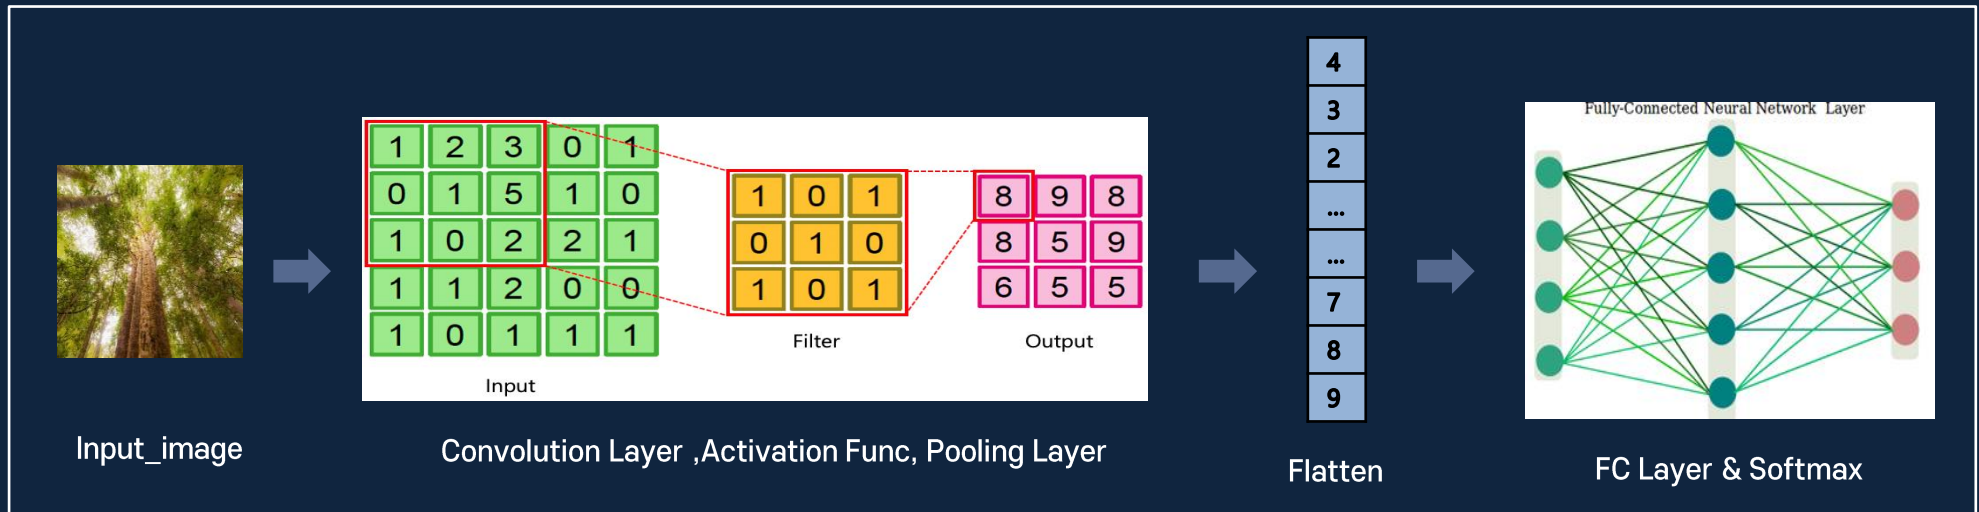 1 2 3 0 1
0 1 5 1 0
1 0 2 2 1
1 1 2 0 0
1 0 1 1 1
Input
1 0 1
0 1 0
1 0 1
Filter
8 9 8
8 5 9
6 5 5
Output
4
3
2
...
...
7
8
9
Fully-Connected Neural Network Layer
Input_image
Convolution Layer ,Activation Func, Pooling Layer
Flatten
FC Layer & Softmax